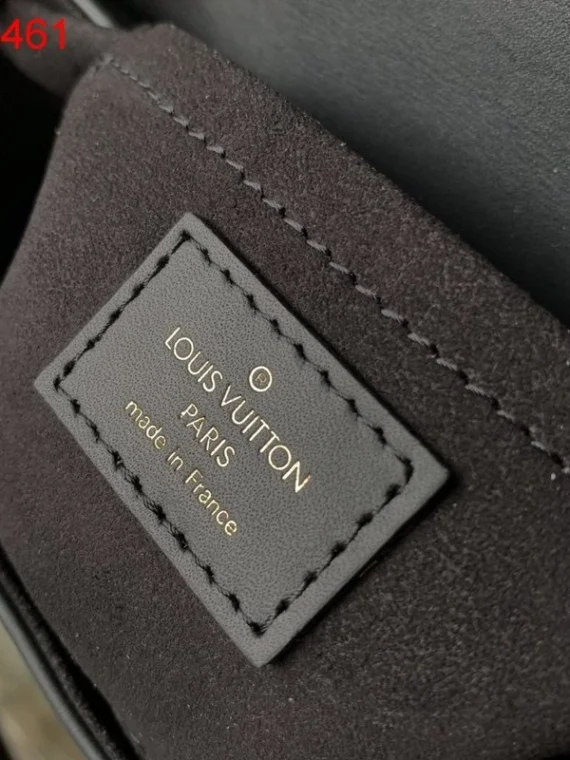 461
®
LOUIS VUITTON
PARIS
made in France